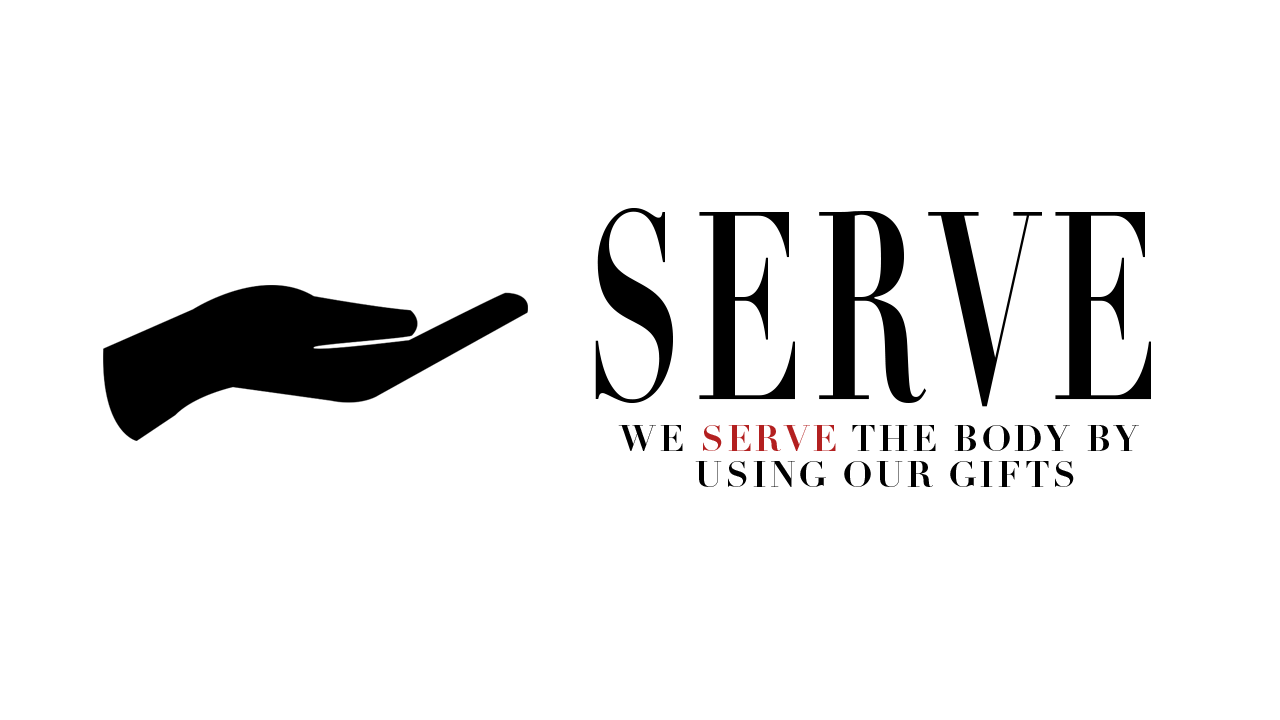 SERVE
WE SERVE THE BODY BY
USING OUR GIFTS